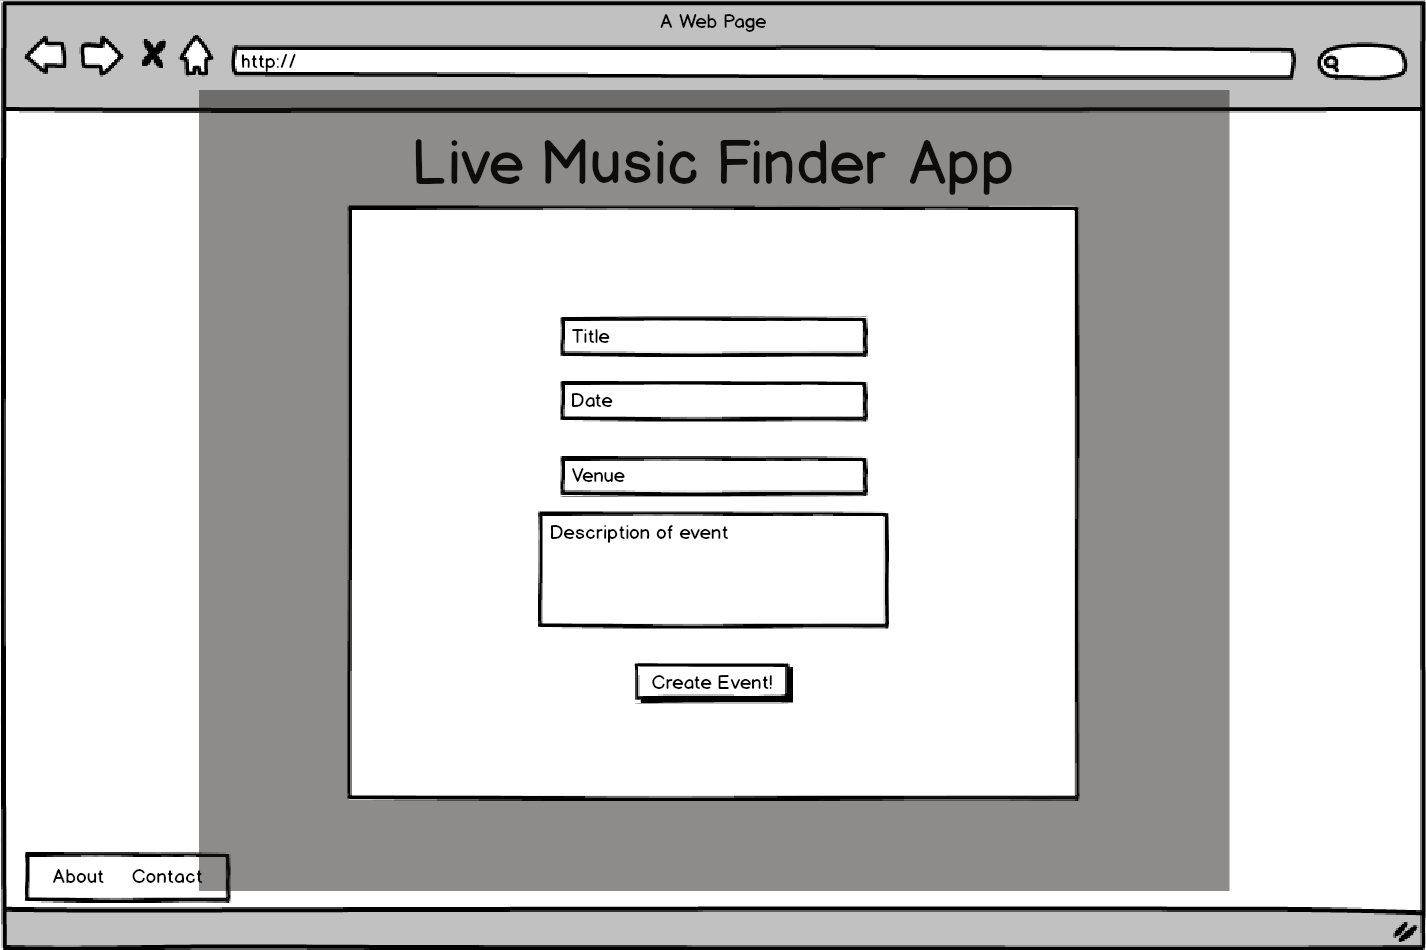 A Web Page
http://
Live Music Finder App
Title
Date
Venue
Description of event
Create Event!
About Contact